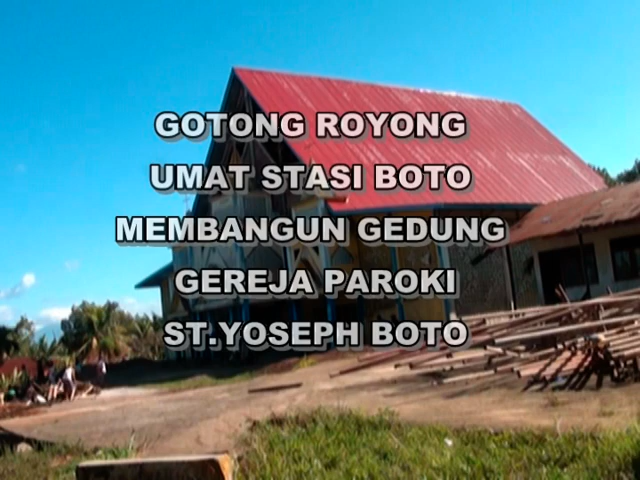 GOTONG ROYONG
UMAT STASI BOTO
MEMBANGUN GEDUNG
GEREJA PAROKI
ST.YOSEPH BOTO